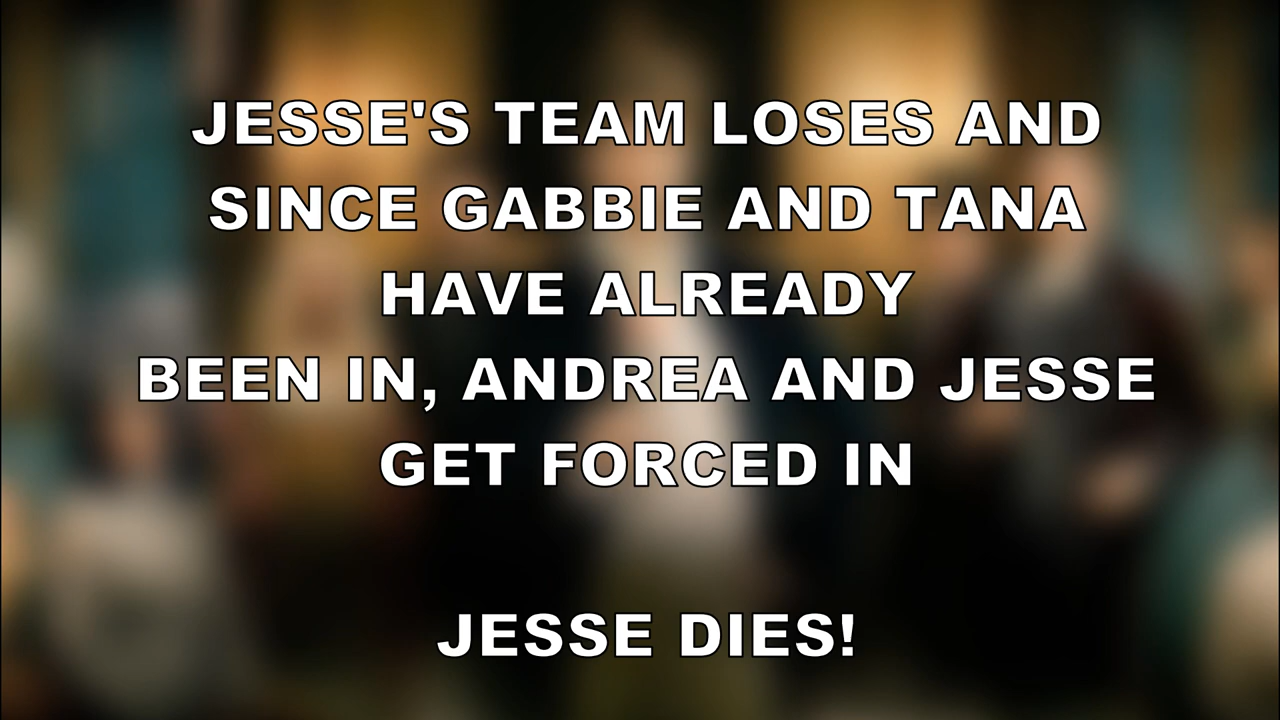 JESSE'S TEAM LOSES AND
SINCE GABBIE AND TANA
HAVE ALREADY
BEEN IN, ANDREA AND JESSE
GET FORCED IN
JESSE DIES!